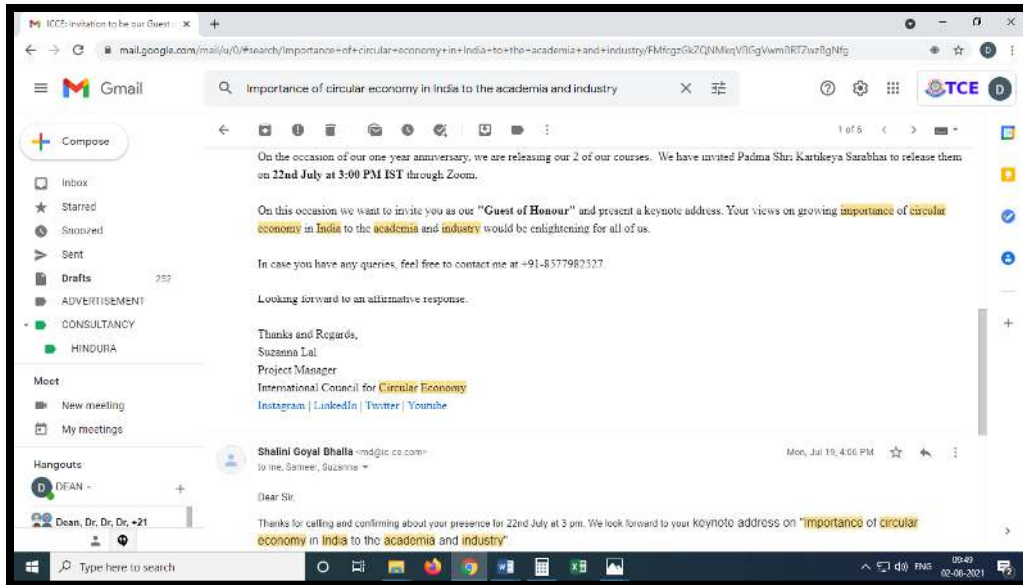 ICCE: Invitation to be our Guest
mail.google.com/mail/u/0/#search/Importance+of+circular+economy+in+India+to+the+academia+and+industry/
Gmail
Importance of circular economy in India to the academia and industry
TCE
D
Compose
1 of 6
Inbox
Starred
Snoozed
Sent
Drafts 252
ADVERTISEMENT
CONSULTANCY
HINDURA
Meet
New meeting
My meetings
Hangouts
DEAN
Dean, Dr, Dr, Dr, +21
On the occasion of our one year anniversary, we are releasing our 2 of our courses. We have invited Padma Shri Kartikeya Sarabhai to release them
on 22nd July at 3:00 PM IST through Zoom.
On this occasion we want to invite you as our "Guest of Honour" and present a keynote address. Your views on growing importance of circular
economy in India to the academia and industry would be enlightening for all of us.
In case you have any queries, feel free to contact me at +91-8577982327.
Looking forward to an affirmative response.
Thanks and Regards,
Suzanna Lal
Project Manager
International Council for Circular Economy
Instagram | LinkedIn | Twitter | Youtube
Shalini Goyal Bhalla <md@ic-ce.com>
Mon, Jul 19, 4:06 PM
to me, Sameer, Suzanna
Dear Sir,
Thanks for calling and confirming about your presence for 22nd July at 3 pm. We look forward to your keynote address on "Importance of circular
economy in India to the academia and industry"
Type here to search
ENG
09:49
02-08-2021